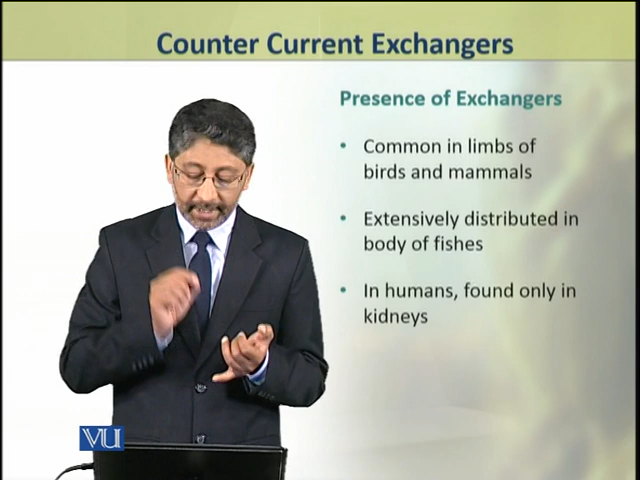 Counter Current Exchangers
Presence of Exchangers
• Common in limbs of
birds and mammals
• Extensively distributed in
body of fishes
• In humans, found only in
kidneys
VU